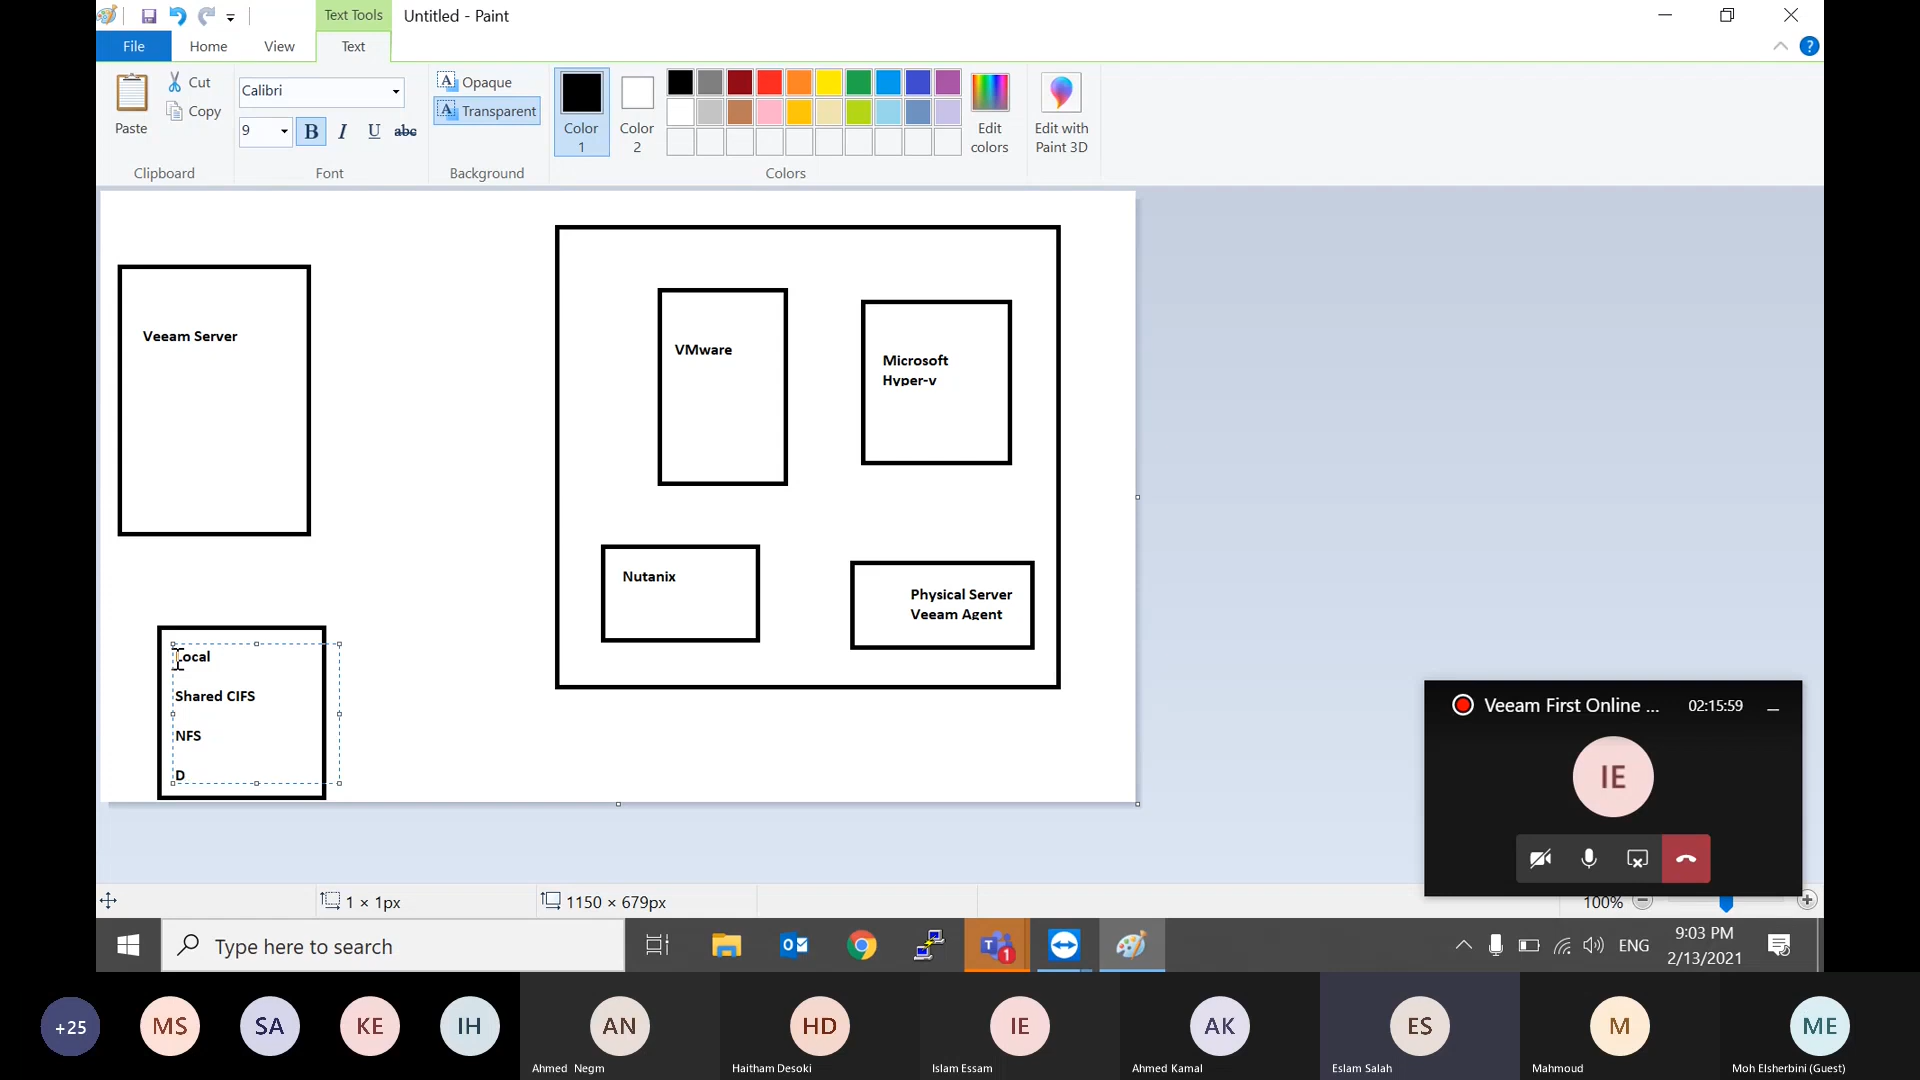 Text Tools
Untitled - Paint
File
Home
View
Text
Paste
Cut
Copy
Clipboard
Calibri
9
B
I
U
abc
Font
Opaque
Transparent
Background
Color
1
Color
2
Edit
colors
Colors
Edit with
Paint 3D
Veeam Server
VMware
Microsoft
Hyper-v
Nutanix
Physical Server
Veeam Agent
Local
Shared CIFS
NFS
D
Veeam First Online ...
02:15:59
IE
1 × 1px
1150 × 679px
100%
Type here to search
1
ENG
9:03 PM
2/13/2021
+25
MS
SA
KE
IH
AN
Ahmed Negm
HD
Haitham Desoki
IE
Islam Essam
AK
Ahmed Kamal
ES
Eslam Salah
M
Mahmoud
ME
Moh Elsherbini (Guest)